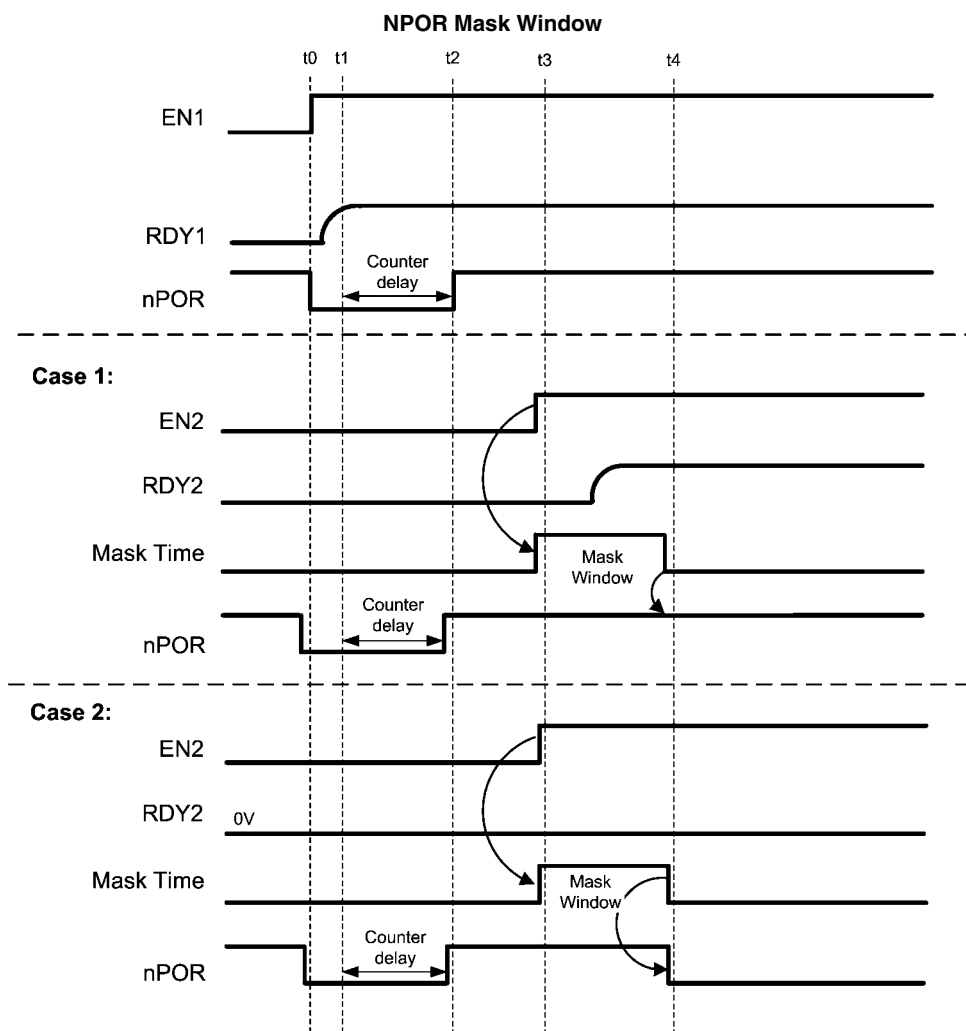 NPOR Mask Window
t0 t1 t2 t3 t4
EN1
RDY1
Counter
delay
nPOR
Case 1:
EN2
RDY2
Mask Time
Mask
Window
Counter
delay
nPOR
Case 2:
EN2
RDY2 0V
Mask Time
Mask
Window
Counter
delay
nPOR